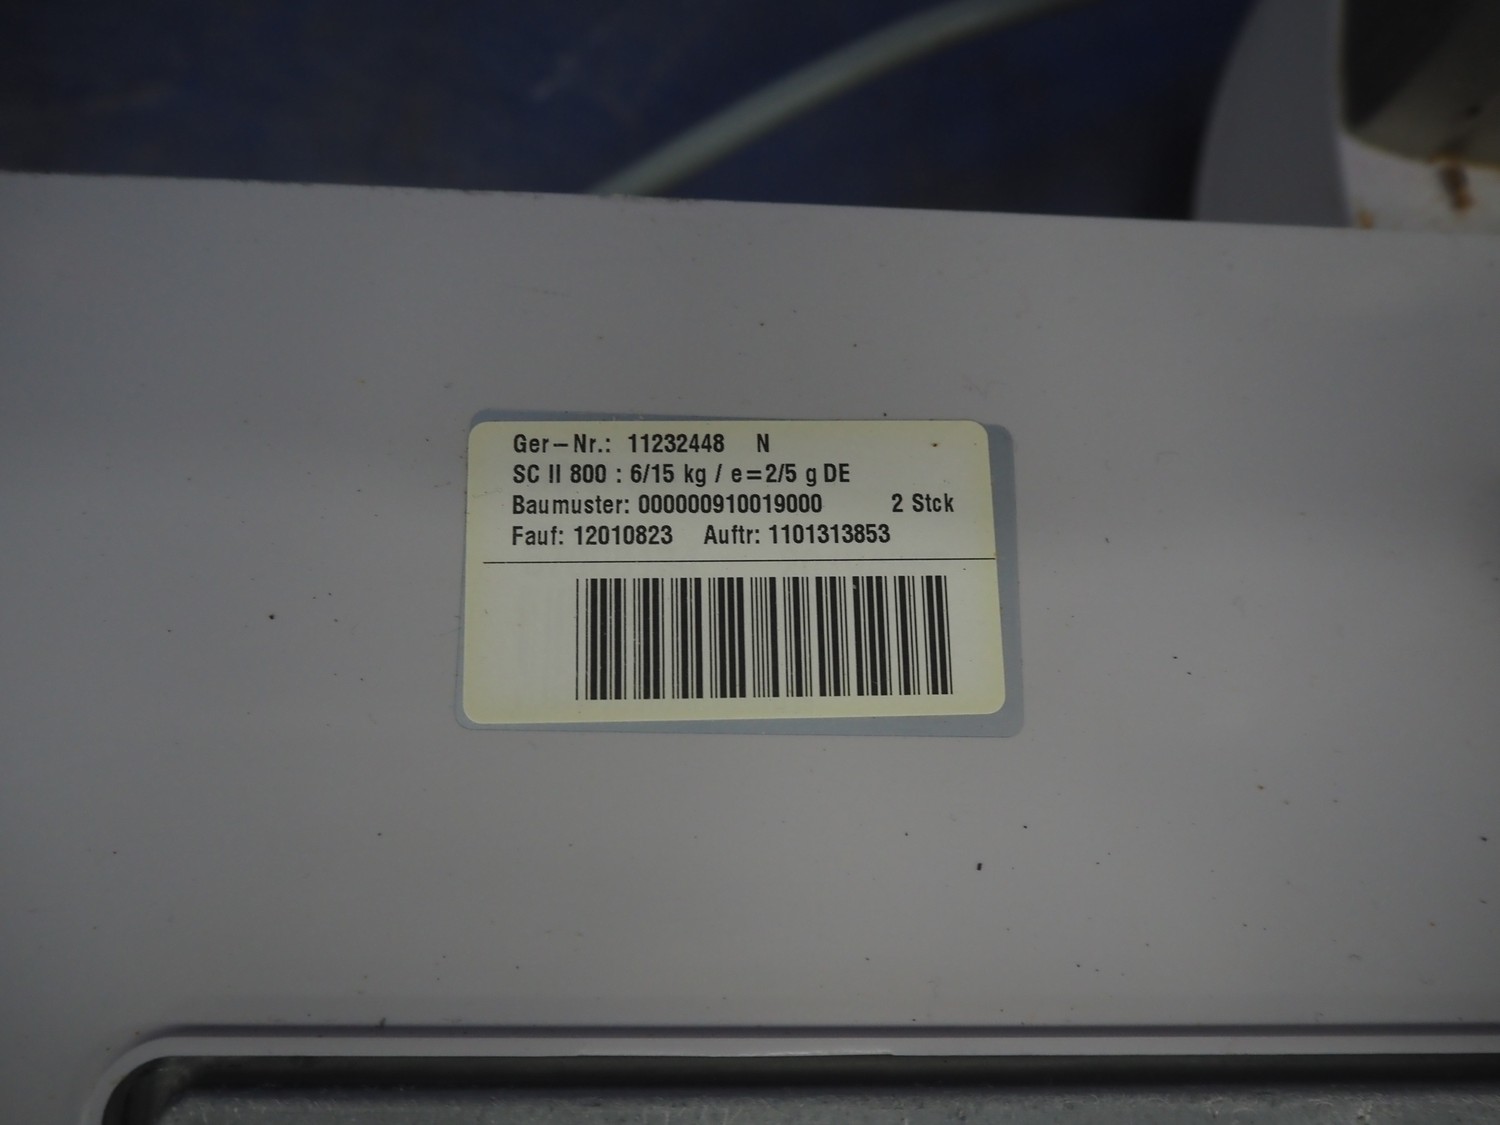 Ger-Nr.: 11232448 N
SC II 800 : 6/15 kg / e=2/5 g DE
Baumuster: 000000910019000 2 Stck
Fauf: 12010823 Auftr: 1101313853